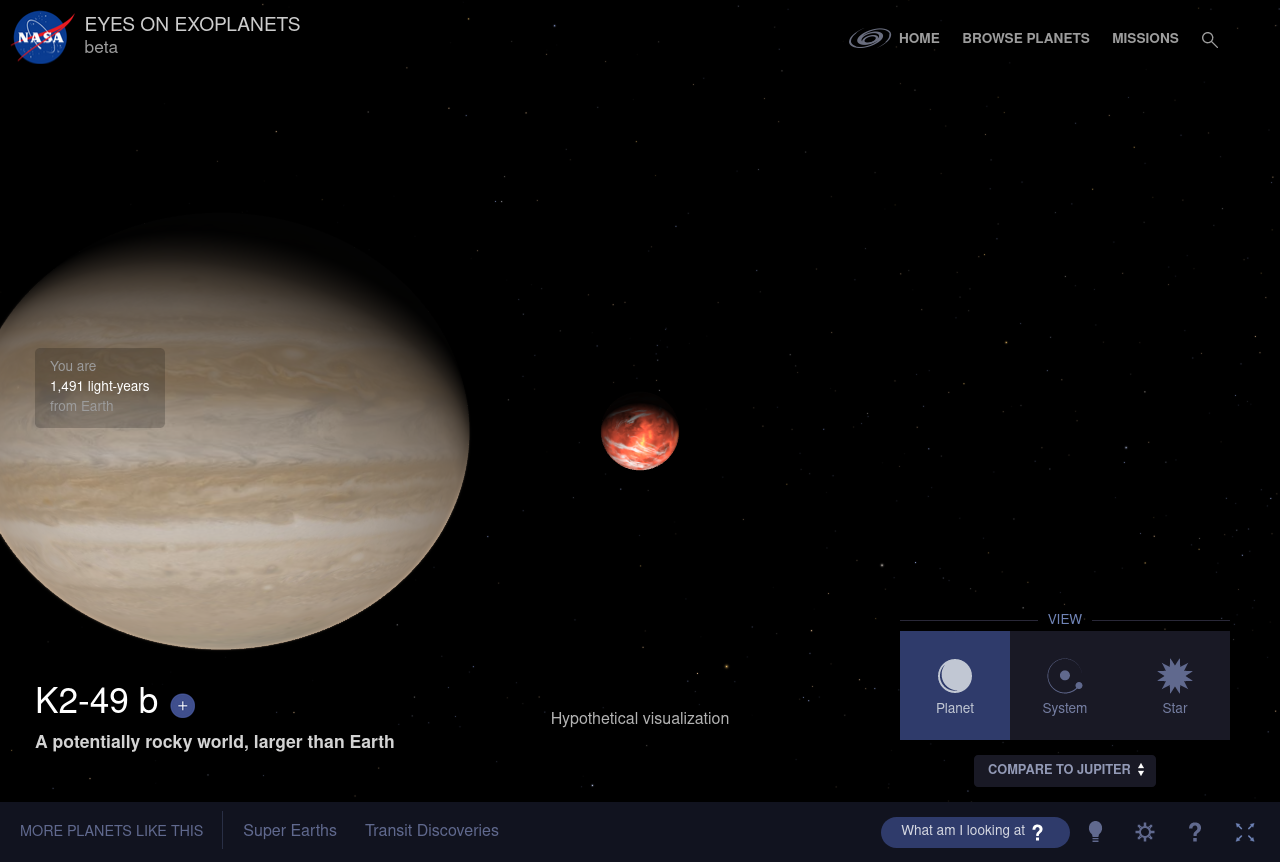 NASA
EYES ON EXOPLANETS
beta
HOME
BROWSE PLANETS
MISSIONS
You are
1,491 light-years
from Earth
K2-49 b +
A potentially rocky world, larger than Earth
Hypothetical visualization
VIEW
Planet
System
Star
COMPARE TO JUPITER
MORE PLANETS LIKE THIS
Super Earths
Transit Discoveries
What am I looking at ?
?